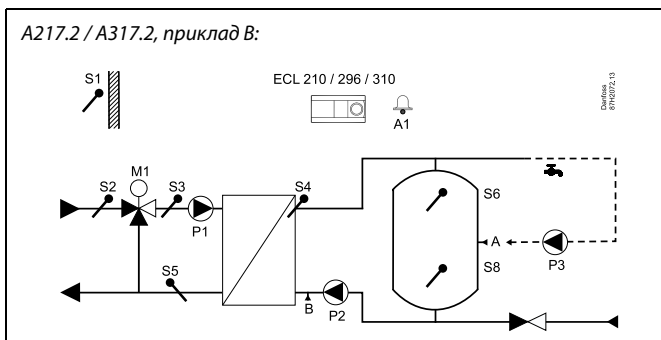 A217.2 / A317.2, приклад B:
S1
ECL 210 / 296 / 310
A1
Danfoss
87H2072.13
M1
S2
S3
S4
S6
P1
A
P3
S5
S8
B
P2